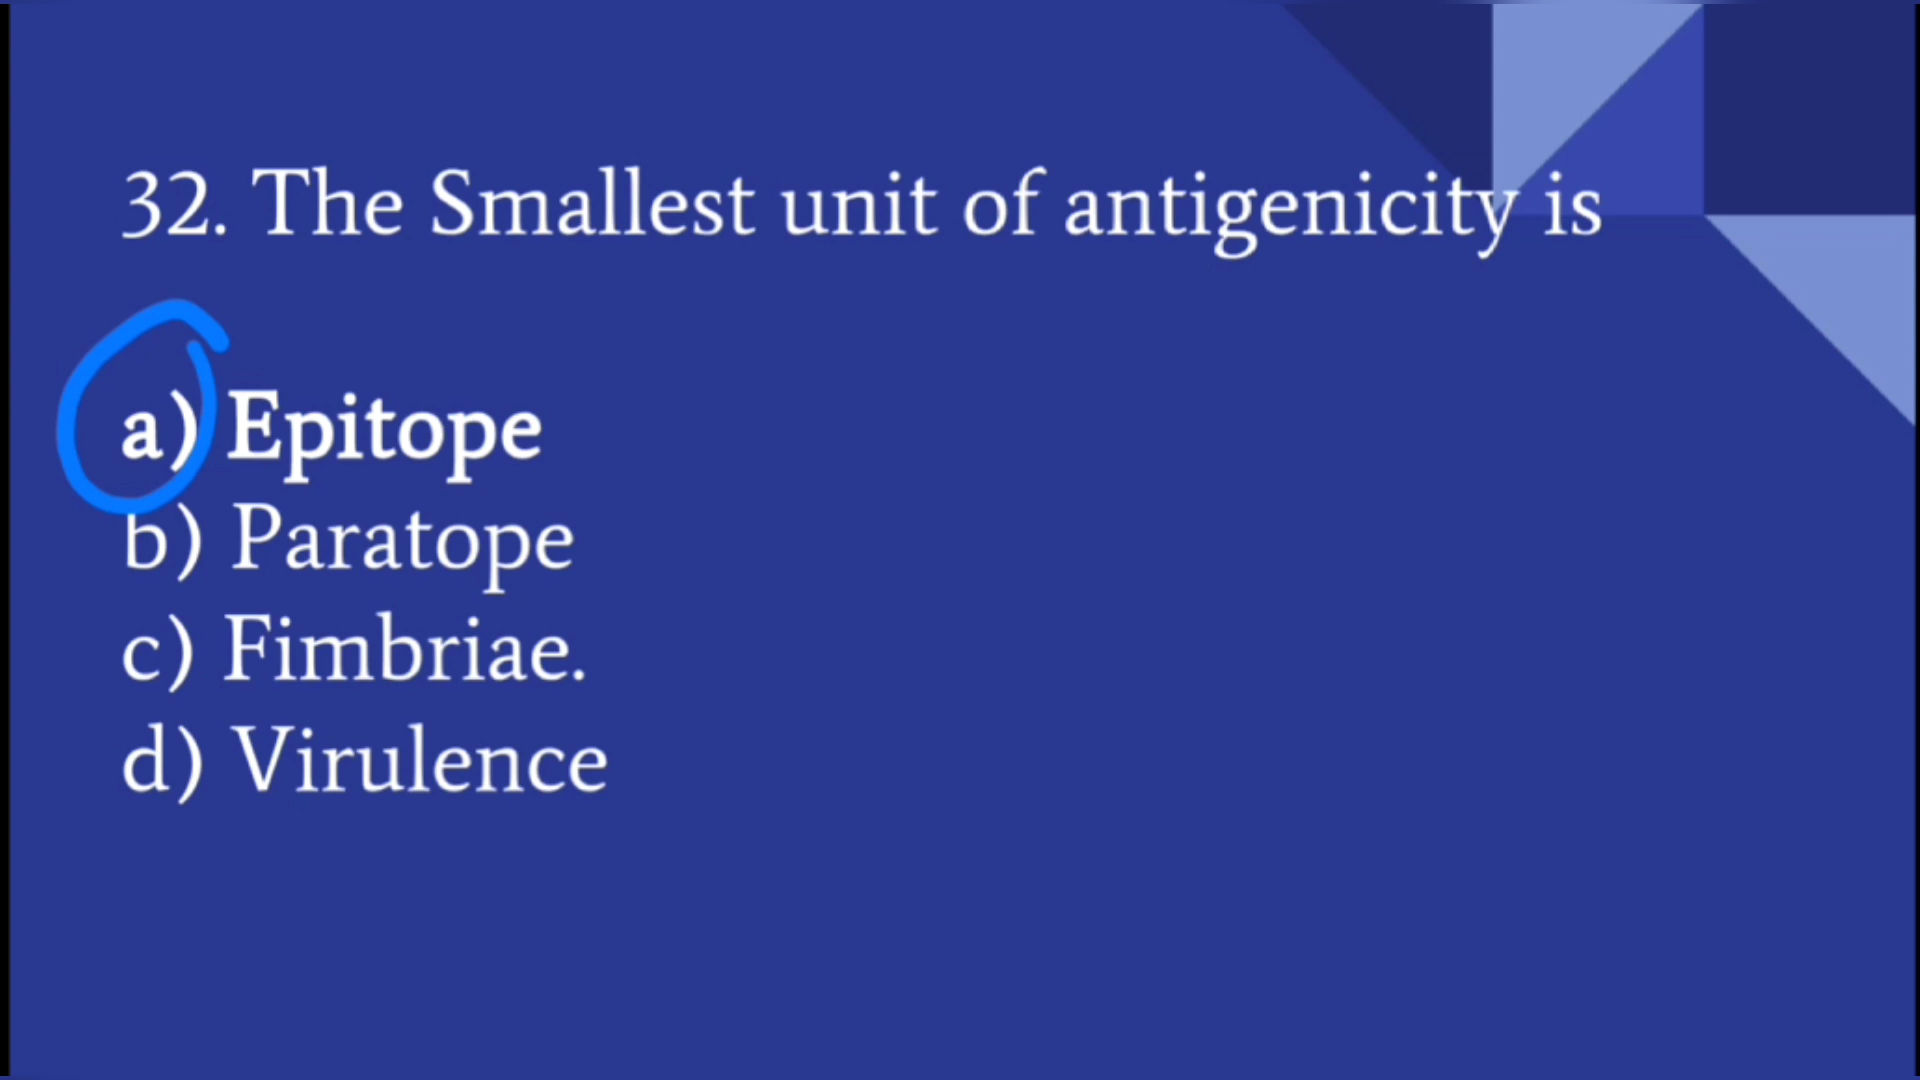 32. The Smallest unit of antigenicity is
a) Epitope
b) Paratope
c) Fimbriae.
d) Virulence